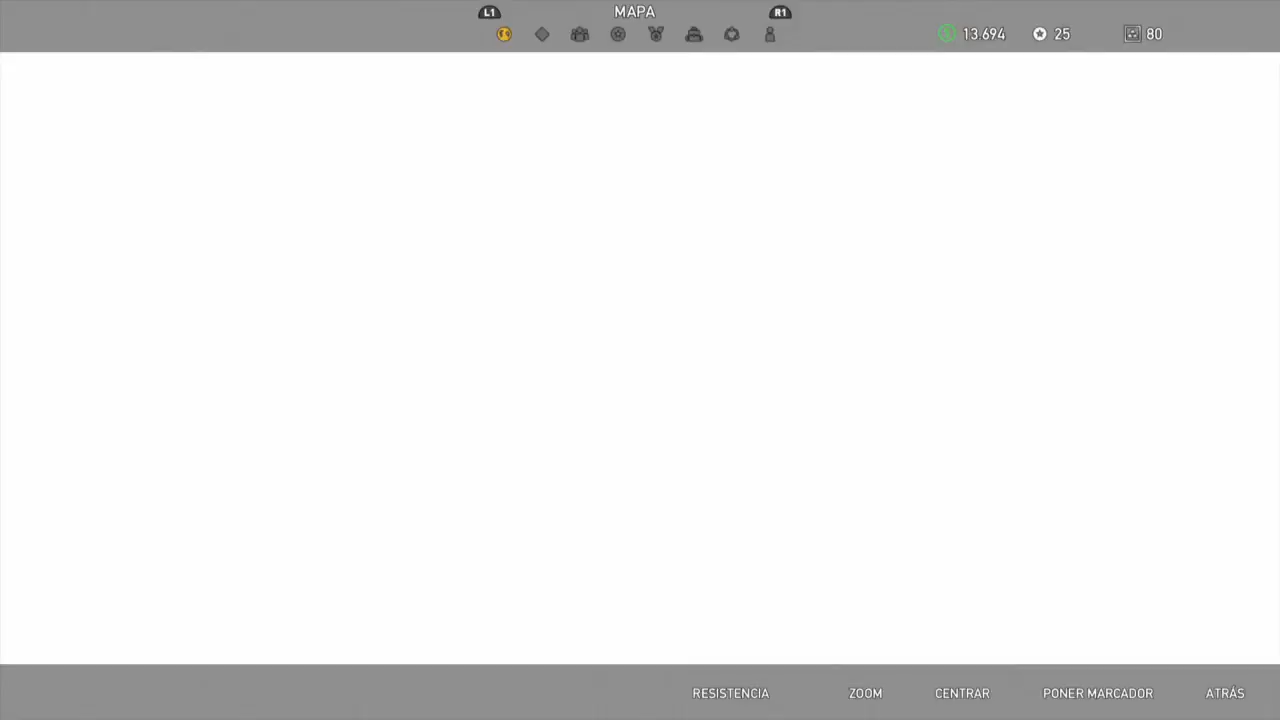 L1 MAPA R1
13.694 25 80
RESISTENCIA ZOOM CENTRAR PONER MARCADOR ATRÁS